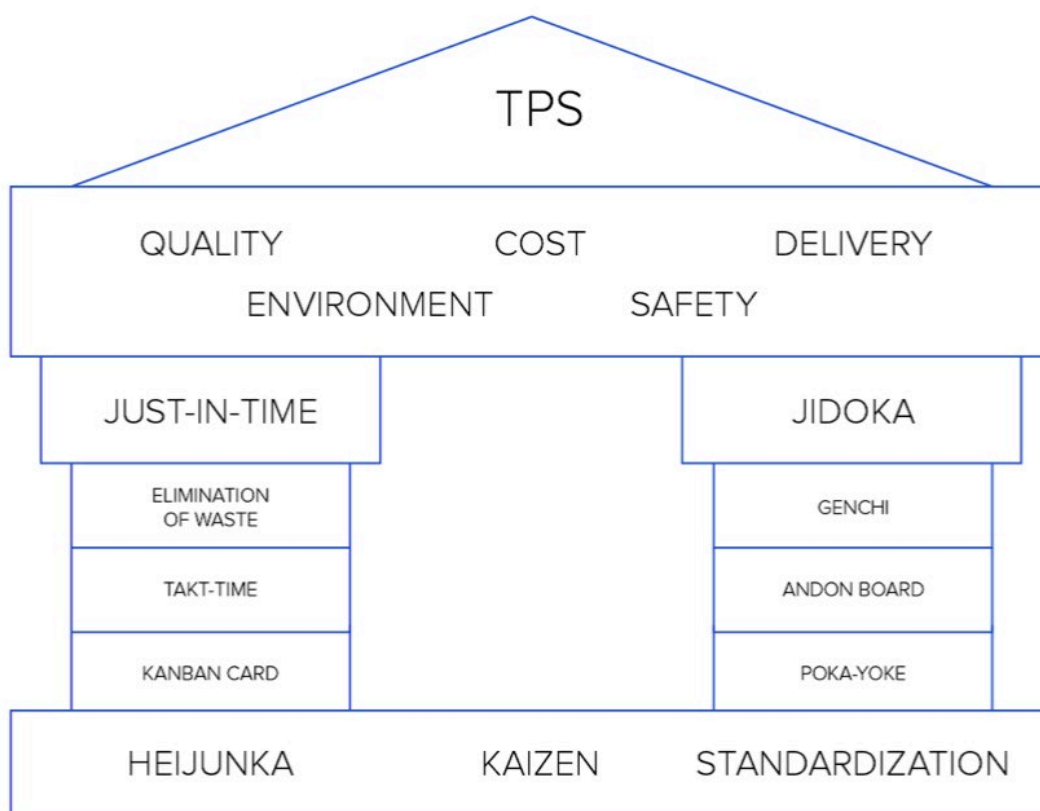 TPS
QUALITY COST DELIVERY
ENVIRONMENT SAFETY
JUST-IN-TIME
ELIMINATION
OF WASTE
TAKT-TIME
KANBAN CARD
JIDOKA
GENCHI
ANDON BOARD
POKA-YOKE
HEIJUNKA KAIZEN STANDARDIZATION